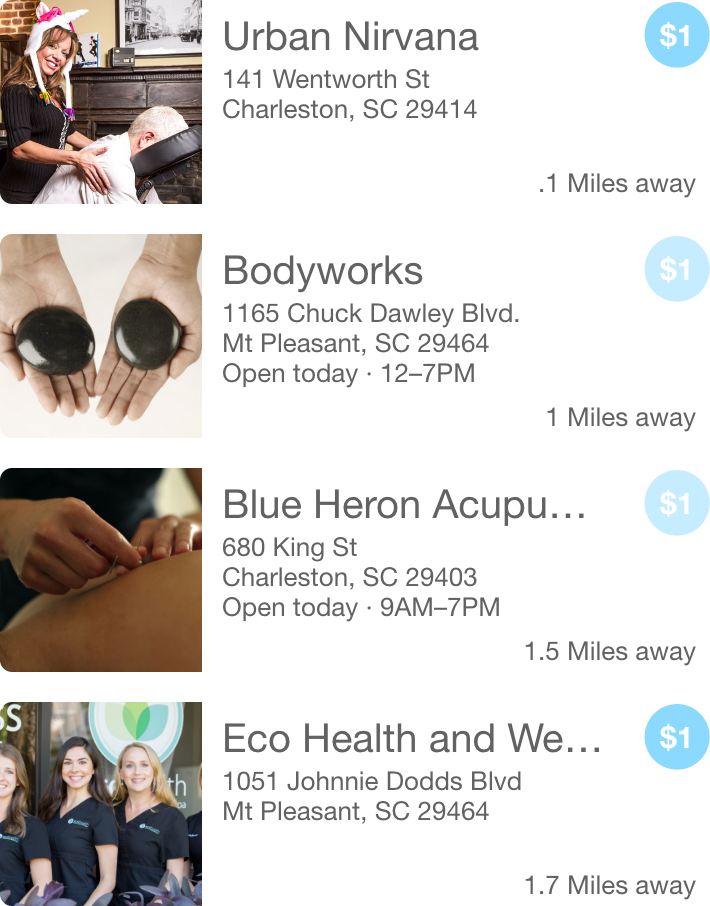 Urban Nirvana
$1
141 Wentworth St
Charleston, SC 29414
.1 Miles away
Bodyworks
$1
1165 Chuck Dawley Blvd.
Mt Pleasant, SC 29464
Open today · 12–7PM
1 Miles away
Blue Heron Acupu…
$1
680 King St
Charleston, SC 29403
Open today · 9AM–7PM
1.5 Miles away
Eco Health and We…
$1
1051 Johnnie Dodds Blvd
Mt Pleasant, SC 29464
1.7 Miles away